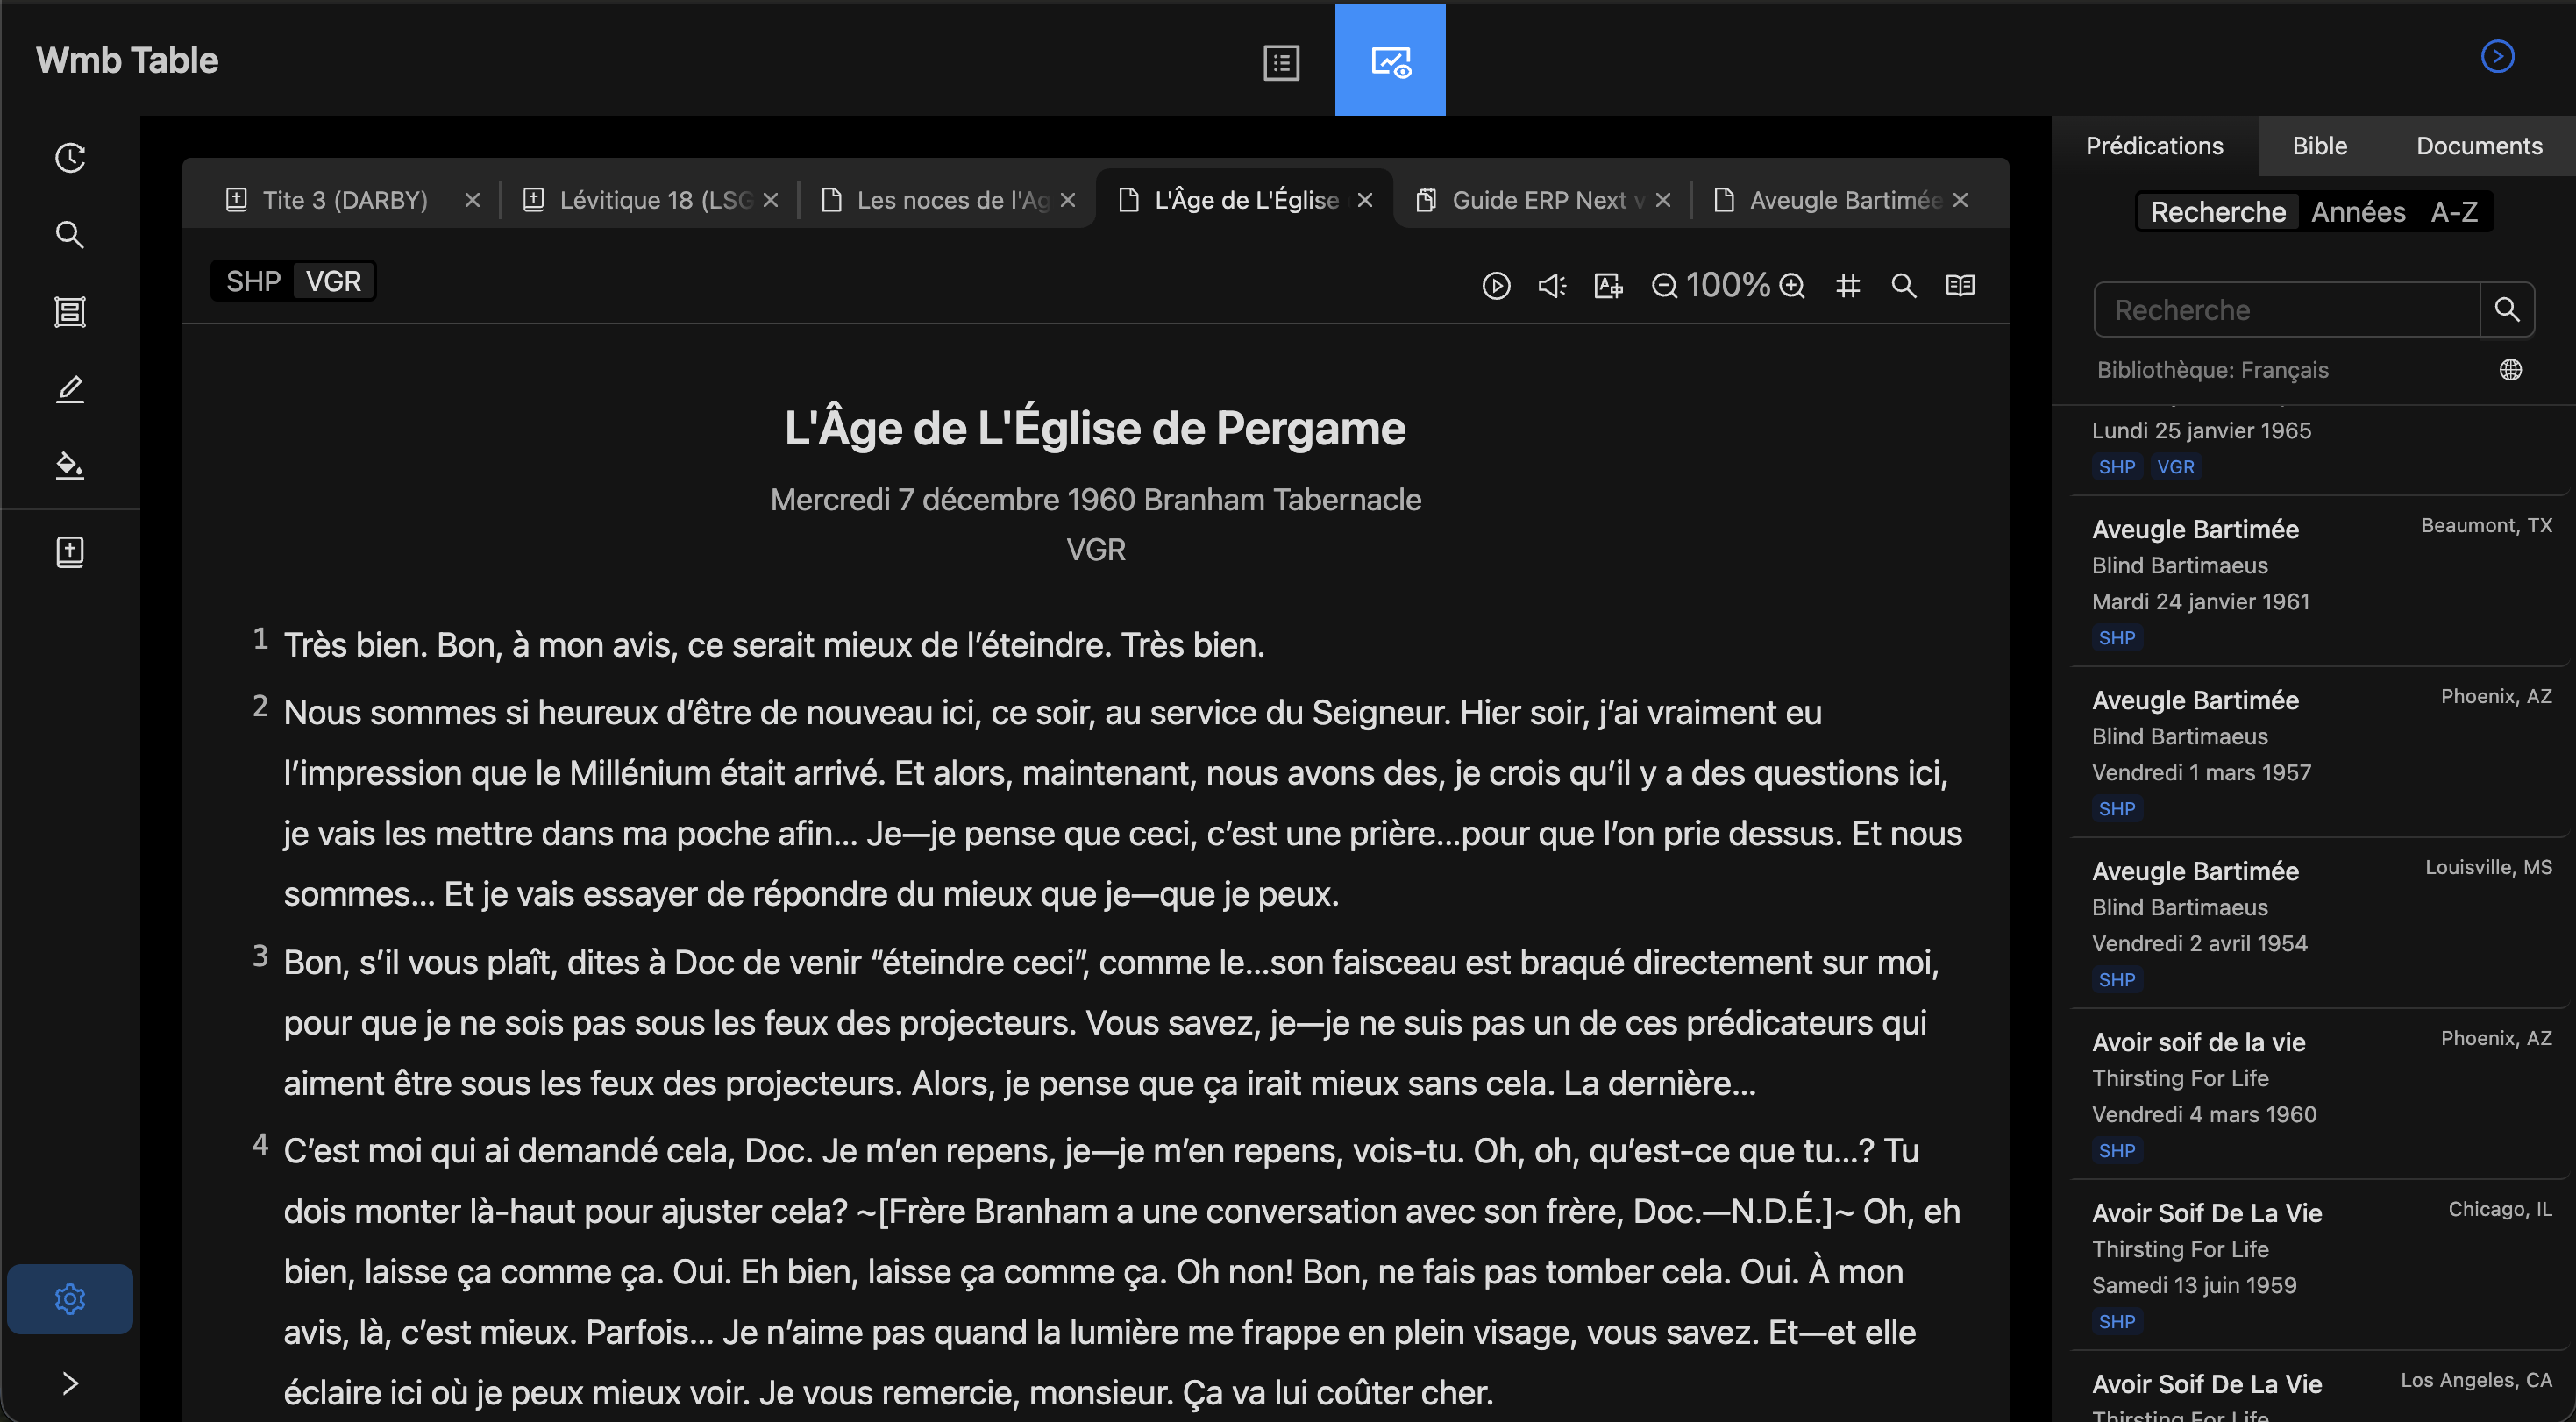 Wmb Table
Tite 3 (DARBY)
Lévitique 18 (LSG
Les noces de l'Ag
L'Âge de L'Église
Guide ERP Next v
Aveugle Bartimée
SHP VGR
100%
L'Âge de L'Église de Pergame
Mercredi 7 décembre 1960 Branham Tabernacle
VGR
1 Très bien. Bon, à mon avis, ce serait mieux de l’éteindre. Très bien.
2 Nous sommes si heureux d’être de nouveau ici, ce soir, au service du Seigneur. Hier soir, j’ai vraiment eu
l’impression que le Millénium était arrivé. Et alors, maintenant, nous avons des, je crois qu’il y a des questions ici,
je vais les mettre dans ma poche afin... Je—je pense que ceci, c’est une prière...pour que l’on prie dessus. Et nous
sommes... Et je vais essayer de répondre du mieux que je—que je peux.
3 Bon, s’il vous plaît, dites à Doc de venir “éteindre ceci”, comme le...son faisceau est braqué directement sur moi,
pour que je ne sois pas sous les feux des projecteurs. Vous savez, je—je ne suis pas un de ces prédicateurs qui
aiment être sous les feux des projecteurs. Alors, je pense que ça irait mieux sans cela. La dernière...
4 C’est moi qui ai demandé cela, Doc. Je m’en repens, je—je m’en repens, vois-tu. Oh, oh, qu’est-ce que tu...? Tu
dois monter là-haut pour ajuster cela? ~[Frère Branham a une conversation avec son frère, Doc.—N.D.É.]~ Oh, eh
bien, laisse ça comme ça. Oui. Eh bien, laisse ça comme ça. Oh non! Bon, ne fais pas tomber cela. Oui. À mon
avis, là, c’est mieux. Parfois... Je n’aime pas quand la lumière me frappe en plein visage, vous savez. Et—et elle
éclaire ici où je peux mieux voir. Je vous remercie, monsieur. Ça va lui coûter cher.
Prédications
Bible
Documents
Recherche Années A-Z
Recherche
Bibliothèque: Français
Lundi 25 janvier 1965
SHP VGR
Aveugle Bartimée
Beaumont, TX
Blind Bartimaeus
Mardi 24 janvier 1961
SHP
Aveugle Bartimée
Phoenix, AZ
Blind Bartimaeus
Vendredi 1 mars 1957
SHP
Aveugle Bartimée
Louisville, MS
Blind Bartimaeus
Vendredi 2 avril 1954
SHP
Avoir soif de la vie
Phoenix, AZ
Thirsting For Life
Vendredi 4 mars 1960
SHP
Avoir Soif De La Vie
Chicago, IL
Thirsting For Life
Samedi 13 juin 1959
SHP
Avoir Soif De La Vie
Los Angeles, CA
Thirsting For Life